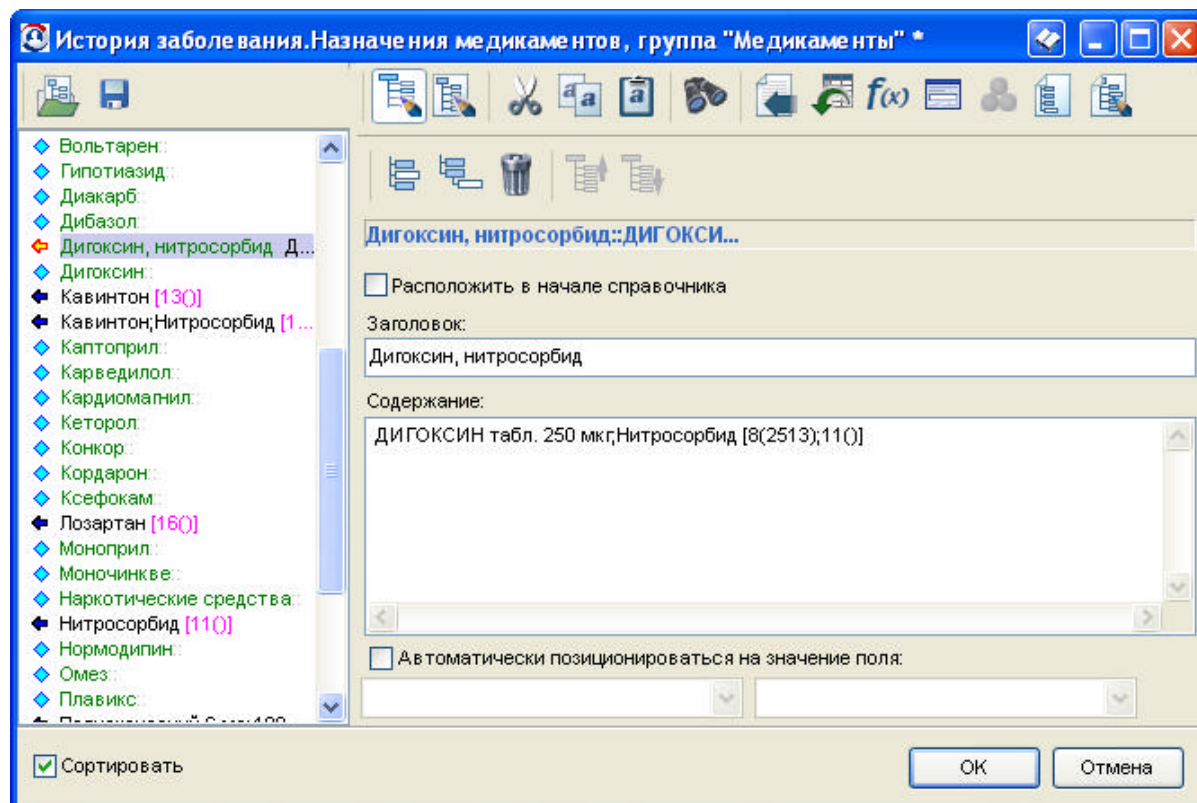 История заболевания.Назначения медикаментов, группа "Медикаменты" *
f(x)
Вольтарен::
Гипотиазид::
Диакарб::
Дибазол::
Дигоксин, нитросорбид Д...
Дигоксин::
Кавинтон [13()]
Кавинтон;Нитросорбид [1...
Каптоприл::
Карведилол::
Кардиомагнил::
Кеторол::
Конкор::
Кордарон::
Ксефокам::
Лозартан [16()]
Моноприл::
Моночинкве::
Наркотические средства::
Нитросорбид [11()]
Нормодипин::
Омез::
Плавикс::
Дигоксин, нитросорбид::ДИГОКСИ...
Расположить в начале справочника
Заголовок:
Дигоксин, нитросорбид
Содержание:
ДИГОКСИН табл. 250 мкг;Нитросорбид [8(2513);11()]
Автоматически позиционироваться на значение поля:
Сортировать
OK
Отмена